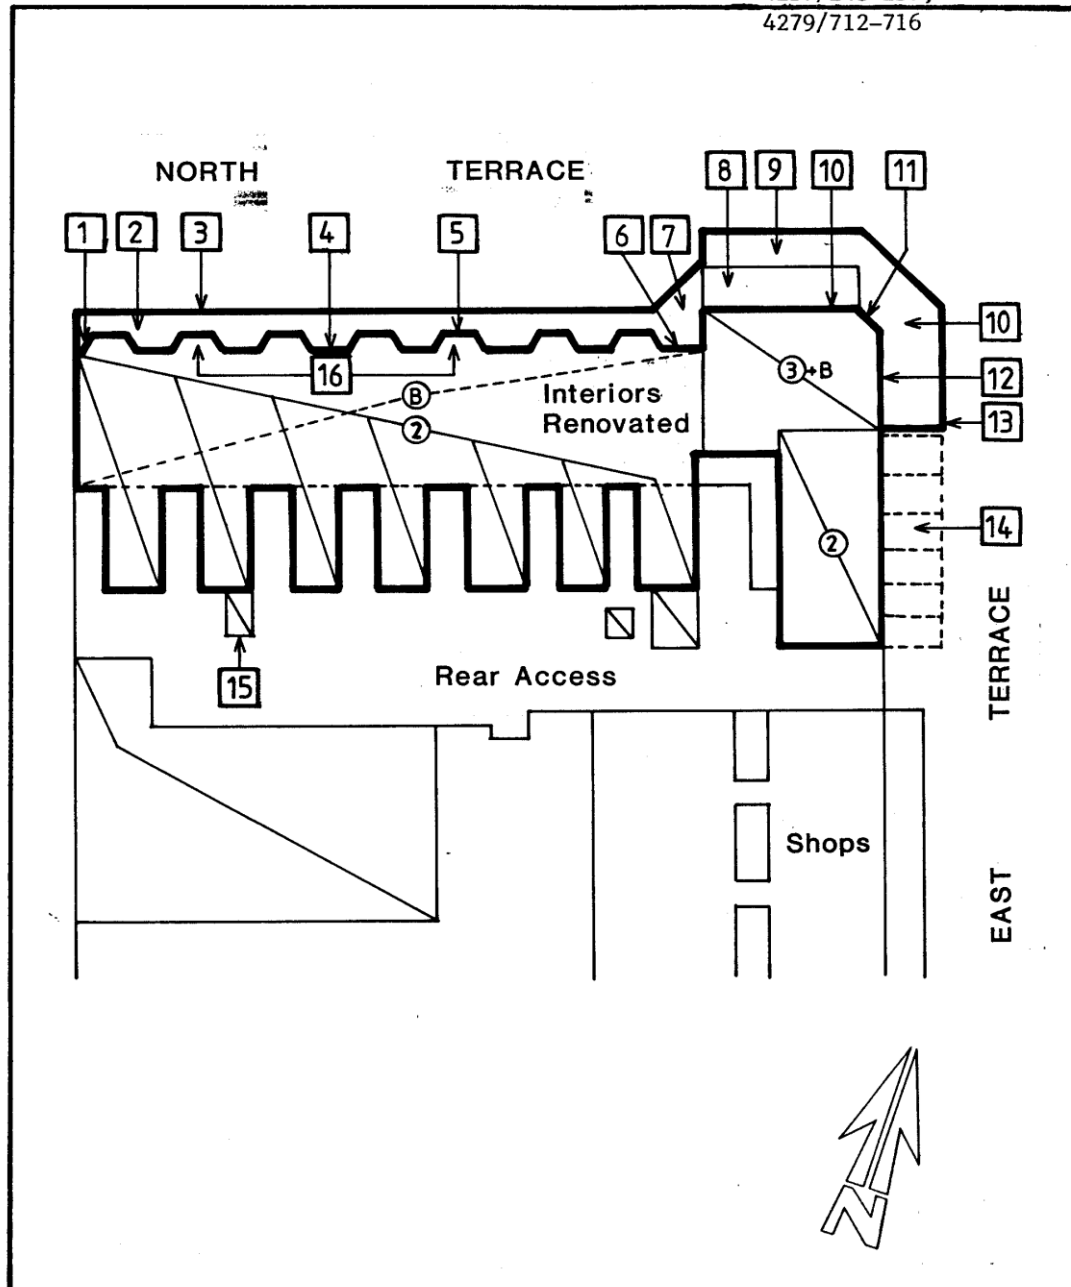 4279/712–716
NORTH TERRACE
8 9 10 11
1 2 3 4 5 6 7
10
16
3+B
12
B
Interiors
2
Renovated
13
14
2
15
Rear Access
TERRACE
Shops
EAST
N